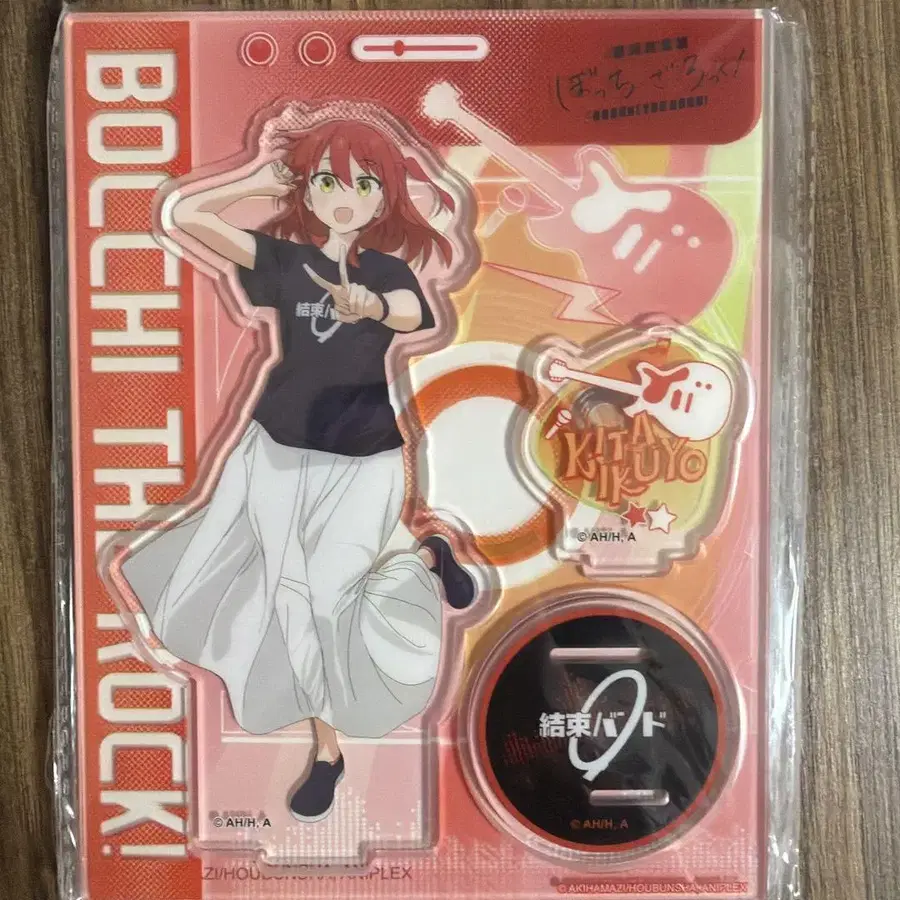 BOCCHI THE ROCK!
ぼっち・ざ・ろっく!
結束バンド
KITA
IKUYO
© AH/H, A
結束バンド
© AH/H, A
© AH/H, A
AZI/HOUBUNSHA, ANIPLEX
© AKIHAMAZI/HOUBUNSHA, ANIPLEX